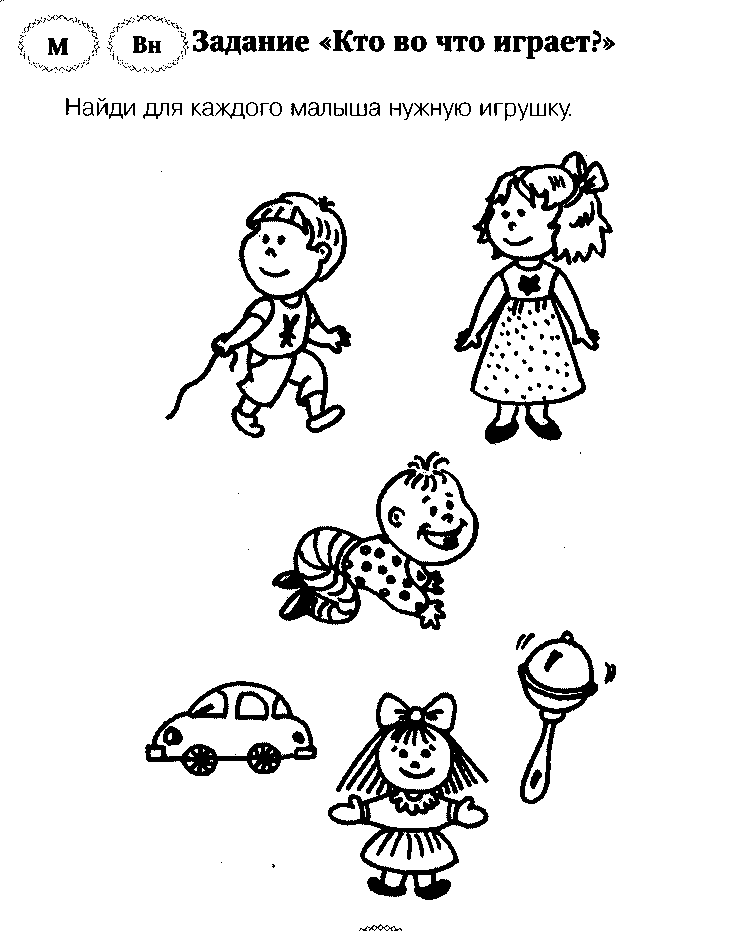 М Вн Задание «Кто во что играет?»
Найди для каждого малыша нужную игрушку.